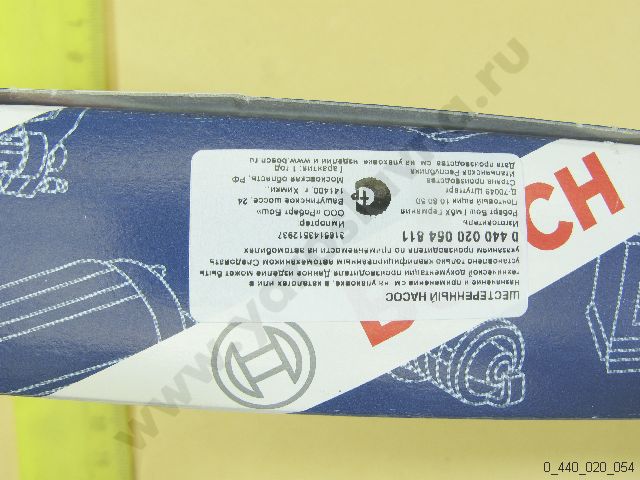 ШЕСТЕРЕННЫЙ НАСОС
Назначение и применение см на упаковке, в каталогах или в
технической документации производителя Данное изделие может быть
установлено только квалифицированным автомехаником Следовать
указаниям производителя по применяемости на автомобилях
0 440 020 054 811
Изготовитель
Роберт Бош ГмбХ Германия
Почтовый ящик 10 60 50
Д-70049 Штутгарт
Страна производства
Итальянская Республика
Дата производства см на упаковке изделия и www.bosch.ru
3165143512937
Импортер
ООО «Роберт Бош»
Вашутинское шоссе 24
141400, г Химки,
Московская область, РФ
Гарантия: 1 год
CH
0_440_020_054